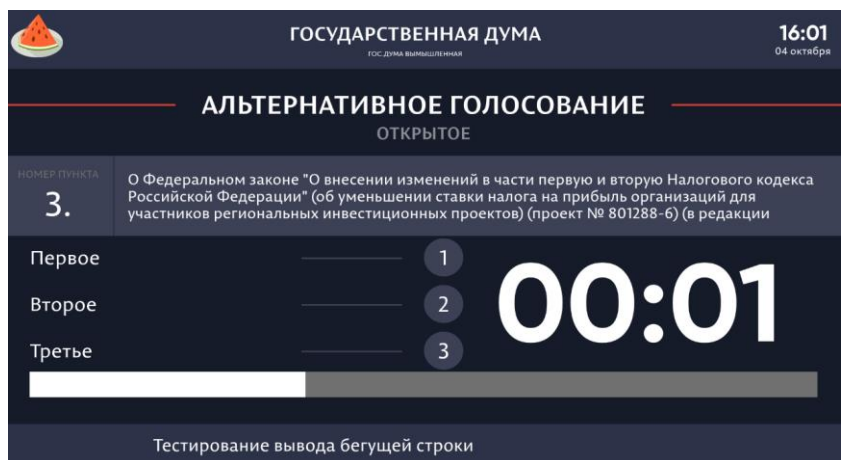 ГОСУДАРСТВЕННАЯ ДУМА
ГОС.ДУМА ВЫМЫШЛЕННАЯ
16:01
04 октября
АЛЬТЕРНАТИВНОЕ ГОЛОСОВАНИЕ
ОТКРЫТОЕ
НОМЕР ПУНКТА
3.
О Федеральном законе "О внесении изменений в части первую и вторую Налогового кодекса
Российской Федерации" (об уменьшении ставки налога на прибыль организаций для
участников региональных инвестиционных проектов) (проект № 801288-6) (в редакции
Первое 1
Второе 2
Третье 3
00:01
Тестирование вывода бегущей строки